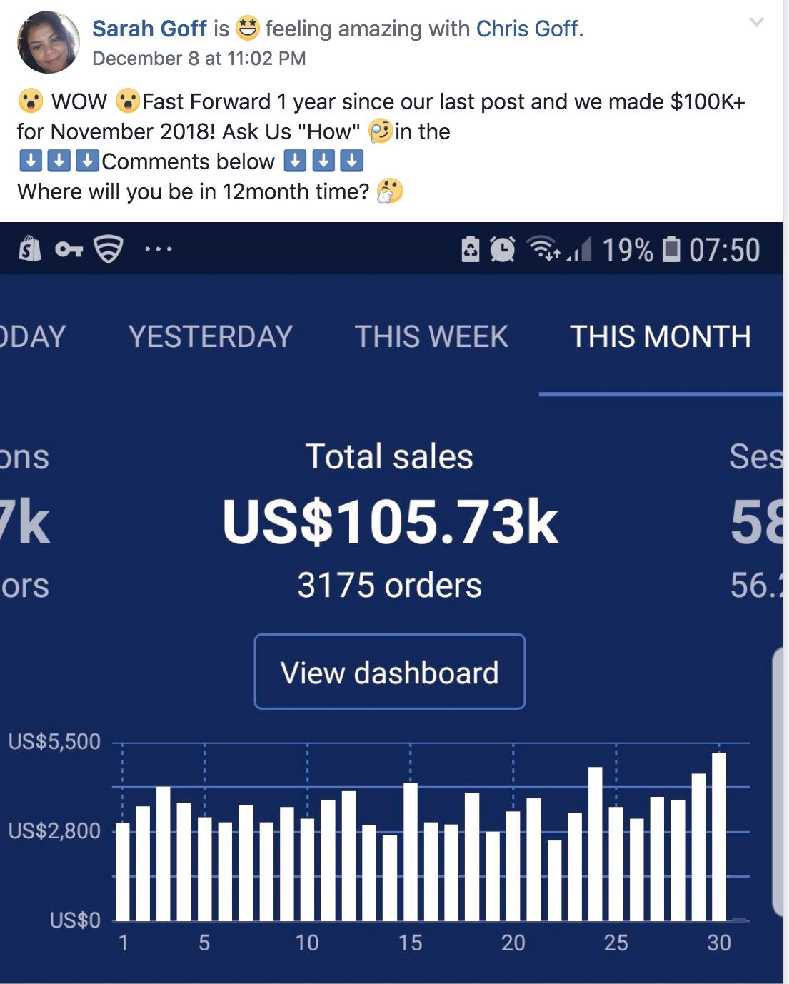 Sarah Goff is 🤩 feeling amazing with Chris Goff.
December 8 at 11:02 PM
😮 WOW 😮Fast Forward 1 year since our last post and we made $100K+
for November 2018! Ask Us "How" 🧐in the
⬇️⬇️⬇️Comments below ⬇️⬇️⬇️
Where will you be in 12month time? 🤔
... 19% 07:50
ODAY YESTERDAY THIS WEEK THIS MONTH
ons Total sales Ses
7k US$105.73k 58
ors 3175 orders 56.
View dashboard
US$5,500
US$2,800
US$0
1 5 10 15 20 25 30